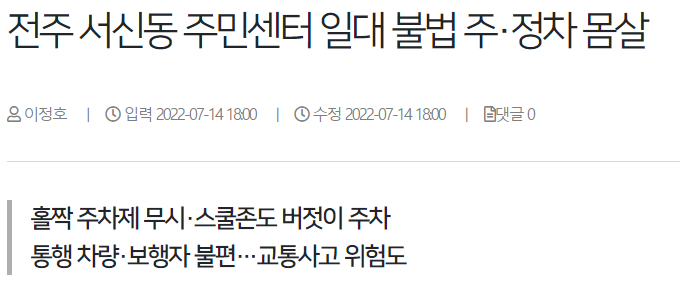 전주 서신동 주민센터 일대 불법 주·정차 몸살
이정호 | 입력 2022-07-14 18:00 | 수정 2022-07-14 18:00 | 댓글 0
홀짝 주차제 무시·스쿨존도 버젓이 주차
통행 차량·보행자 불편…교통사고 위험도